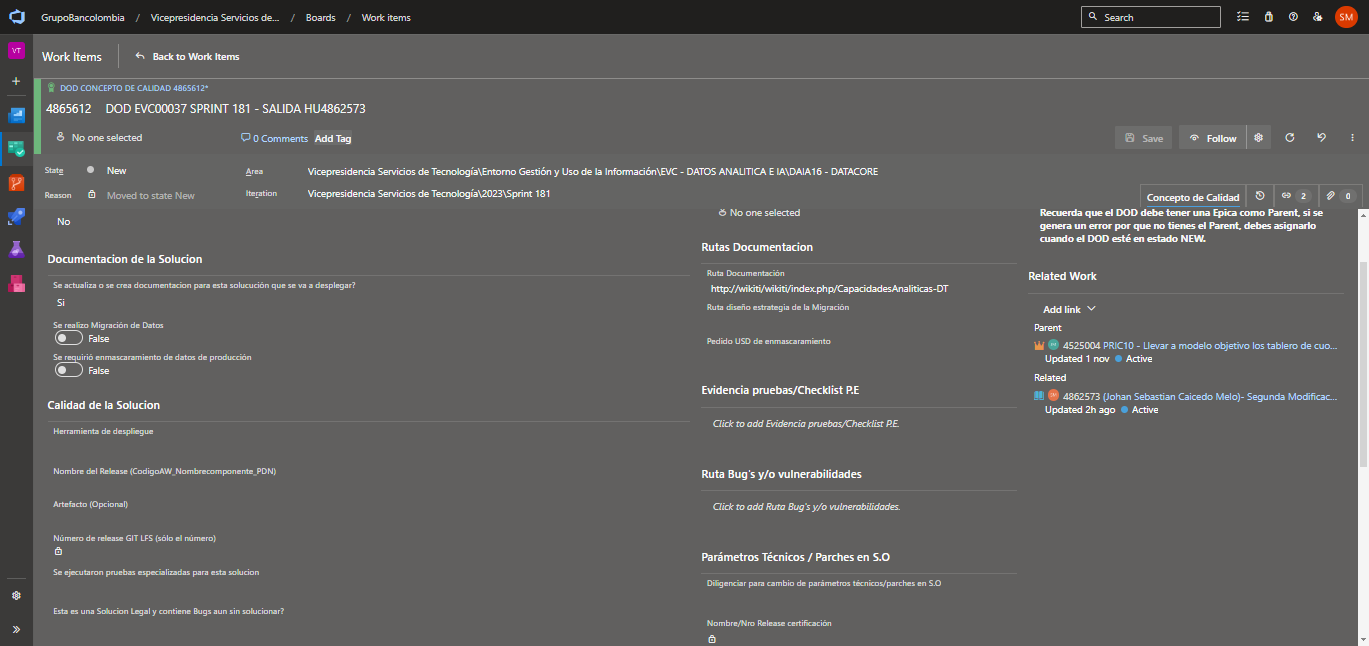 GrupoBancolombia / Vicepresidencia Servicios de... / Boards / Work items
Search
SM
VT
Work Items
Back to Work Items
DOD CONCEPTO DE CALIDAD 4865612*
4865612 DOD EVC00037 SPRINT 181 - SALIDA HU4862573
No one selected
0 Comments
Add Tag
Save
Follow
State
New
Area
Vicepresidencia Servicios de Tecnología\Entorno Gestión y Uso de la Información\EVC - DATOS ANALITICA E IA\DAIA16 - DATACORE
Reason
Moved to state New
Iteration
Vicepresidencia Servicios de Tecnología\2023\Sprint 181
Concepto de Calidad
2
0
No
Documentacion de la Solucion
Se actualiza o se crea documentacion para esta solucución que se va a desplegar?
Si
Se realizo Migración de Datos
False
Se requirió enmascaramiento de datos de producción
False
Calidad de la Solucion
Herramienta de despliegue
Nombre del Release (CodigoAW_Nombrecomponente_PDN)
Artefacto (Opcional)
Número de release GIT LFS (sólo el número)
Se ejecutaron pruebas especializadas para esta solucion
Esta es una Solucion Legal y contiene Bugs aun sin solucionar?
No one selected
Rutas Documentacion
Ruta Documentación
http://wikiti/wikiti/index.php/CapacidadesAnaliticas-DT
Ruta diseño estrategia de la Migración
Pedido USD de enmascaramiento
Evidencia pruebas/Checklist P.E
Click to add Evidencia pruebas/Checklist P.E.
Ruta Bug's y/o vulnerabilidades
Click to add Ruta Bug's y/o vulnerabilidades.
Parámetros Técnicos / Parches en S.O
Diligenciar para cambio de parámetros técnicos/parches en S.O
Nombre/Nro Release certificación
Recuerda que el DOD debe tener una Epica como Parent, si se
genera un error por que no tienes el Parent, debes asignarlo
cuando el DOD esté en estado NEW.
Related Work
Add link
Parent
4525004 PRIC10 - Llevar a modelo objetivo los tablero de cuo...
Updated 1 nov Active
Related
4862573 (Johan Sebastian Caicedo Melo)- Segunda Modificac...
Updated 2h ago Active